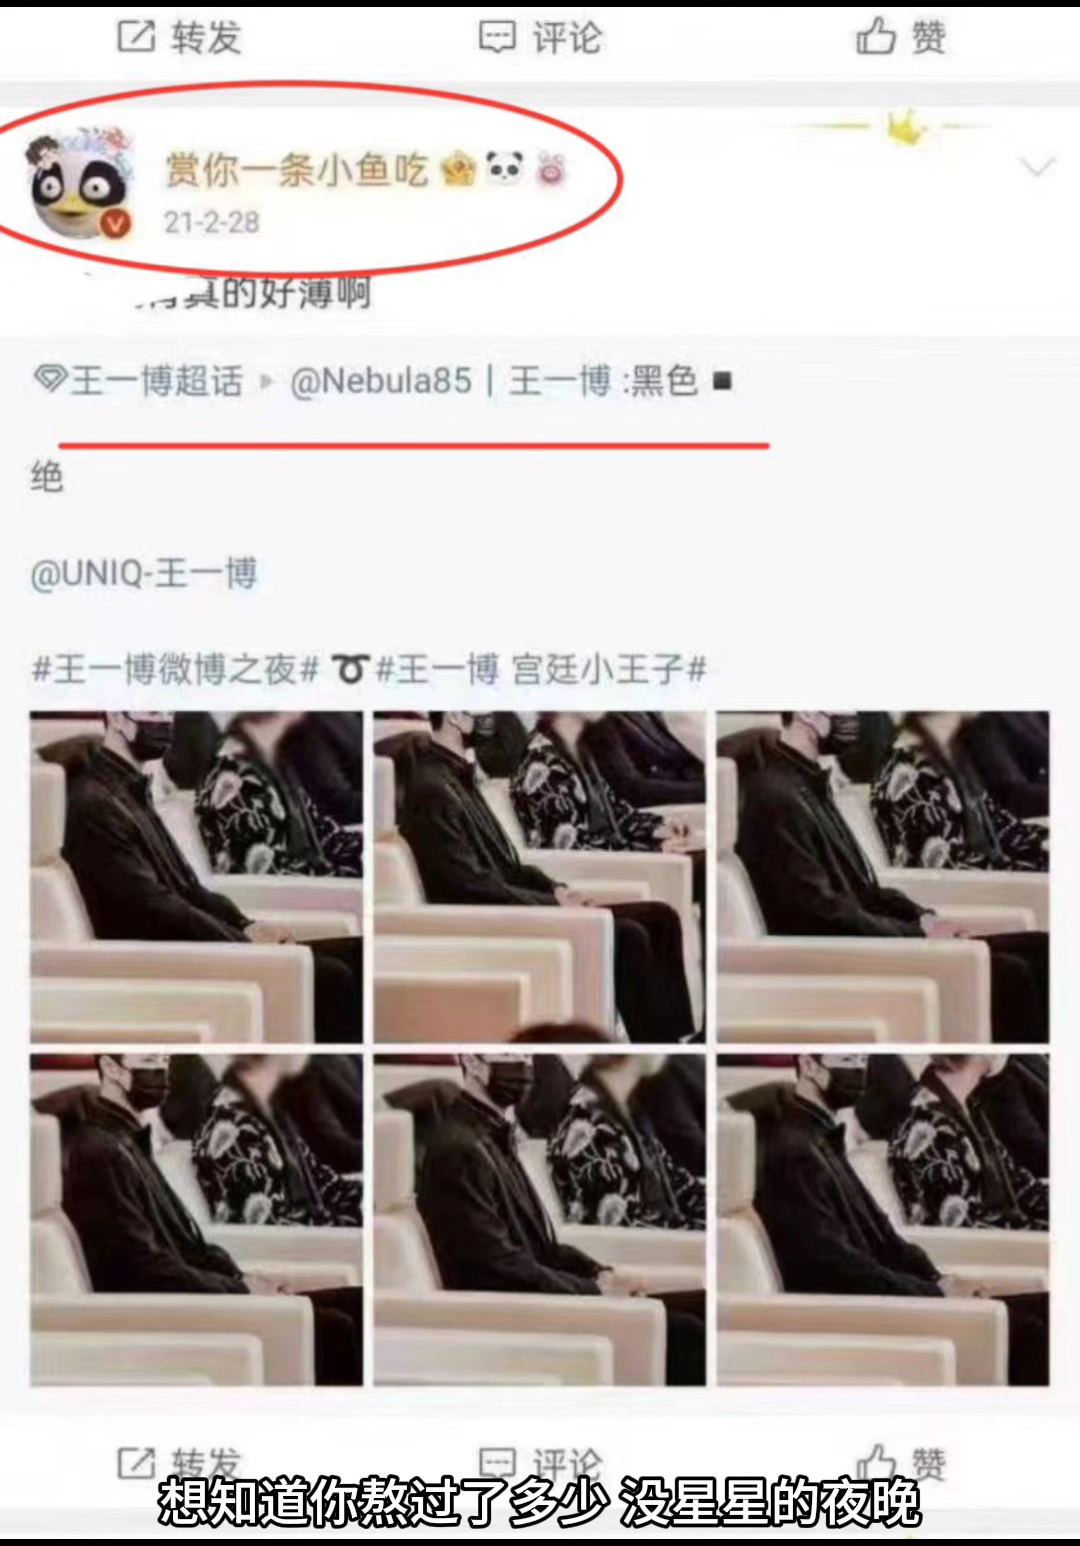 转发 评论 赞
赏你一条小鱼吃
21-2-28
真的好薄啊
王一博超话 @Nebula85 | 王一博 :黑色
绝
@UNIQ-王一博
#王一博微博之夜# #王一博 宫廷小王子#
转发 评论 赞
想知道你熬过了多少 没星星的夜晚